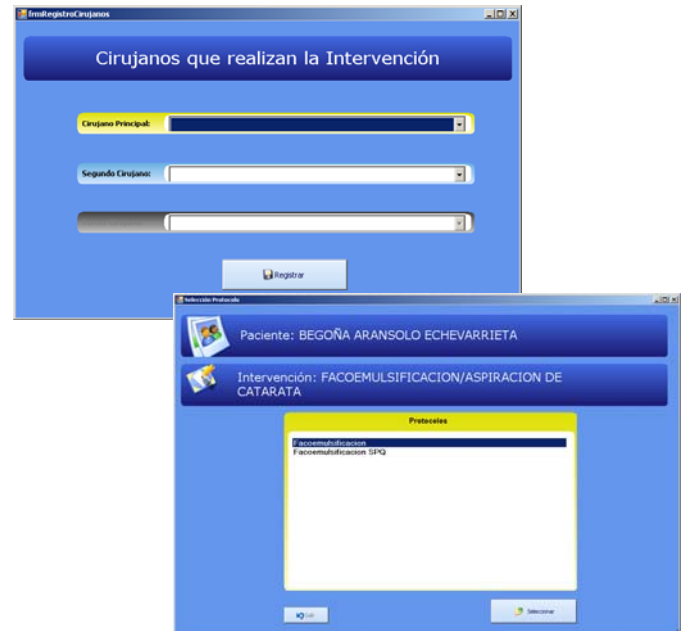 frmRegistroCirujanos
Cirujanos que realizan la Intervención
Cirujano Principal:
Segundo Cirujano:
Registrar
Selección Protocolo
Paciente: BEGOÑA ARANSOLO ECHEVARRIETA
Intervención: FACOEMULSIFICACION/ASPIRACION DE
CATARATA
Protocolos
Facoemulsificacion
Facoemulsificacion SPQ
Seleccionar